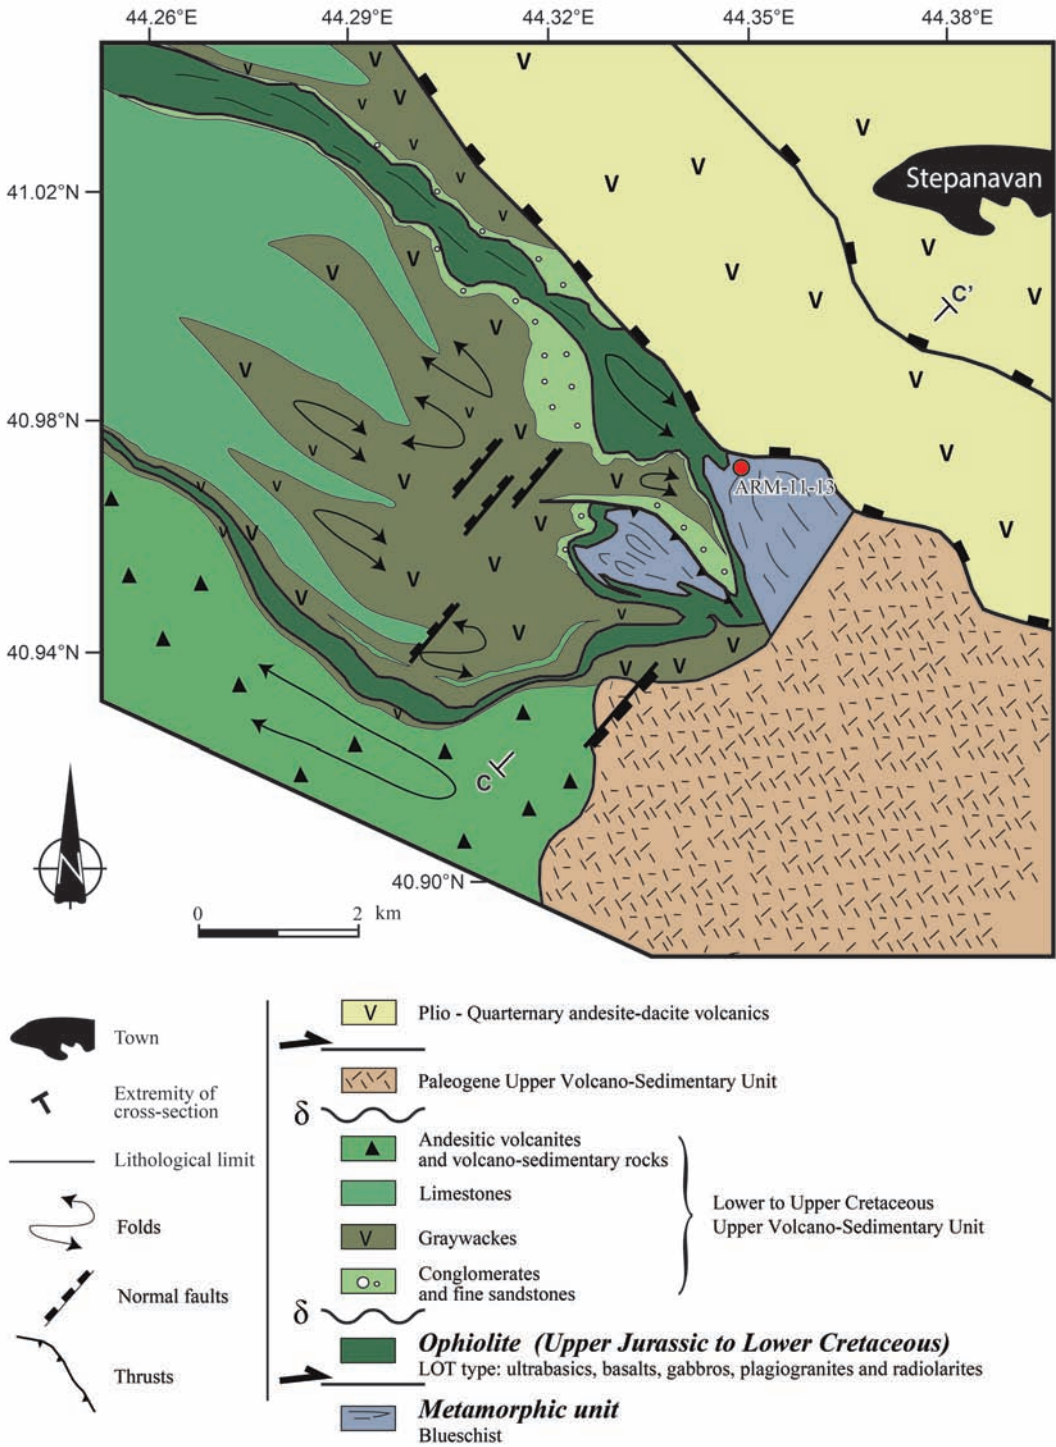 44.26°E 44.29°E 44.32°E 44.35°E 44.38°E
41.02°N
40.98°N
40.94°N
40.90°N
Stepanavan
C'
ARM-11-13
C
N
0 2 km
Town
Extremity of
cross-section
Lithological limit
Folds
Normal faults
Thrusts
V Plio - Quarternary andesite-dacite volcanics
Paleogene Upper Volcano-Sedimentary Unit
δ
Andesitic volcanites
and volcano-sedimentary rocks
Limestones
V Graywackes
Conglomerates
and fine sandstones
Lower to Upper Cretaceous
Upper Volcano-Sedimentary Unit
δ
Ophiolite (Upper Jurassic to Lower Cretaceous)
LOT type: ultrabasics, basalts, gabbros, plagiogranites and radiolarites
Metamorphic unit
Blueschist